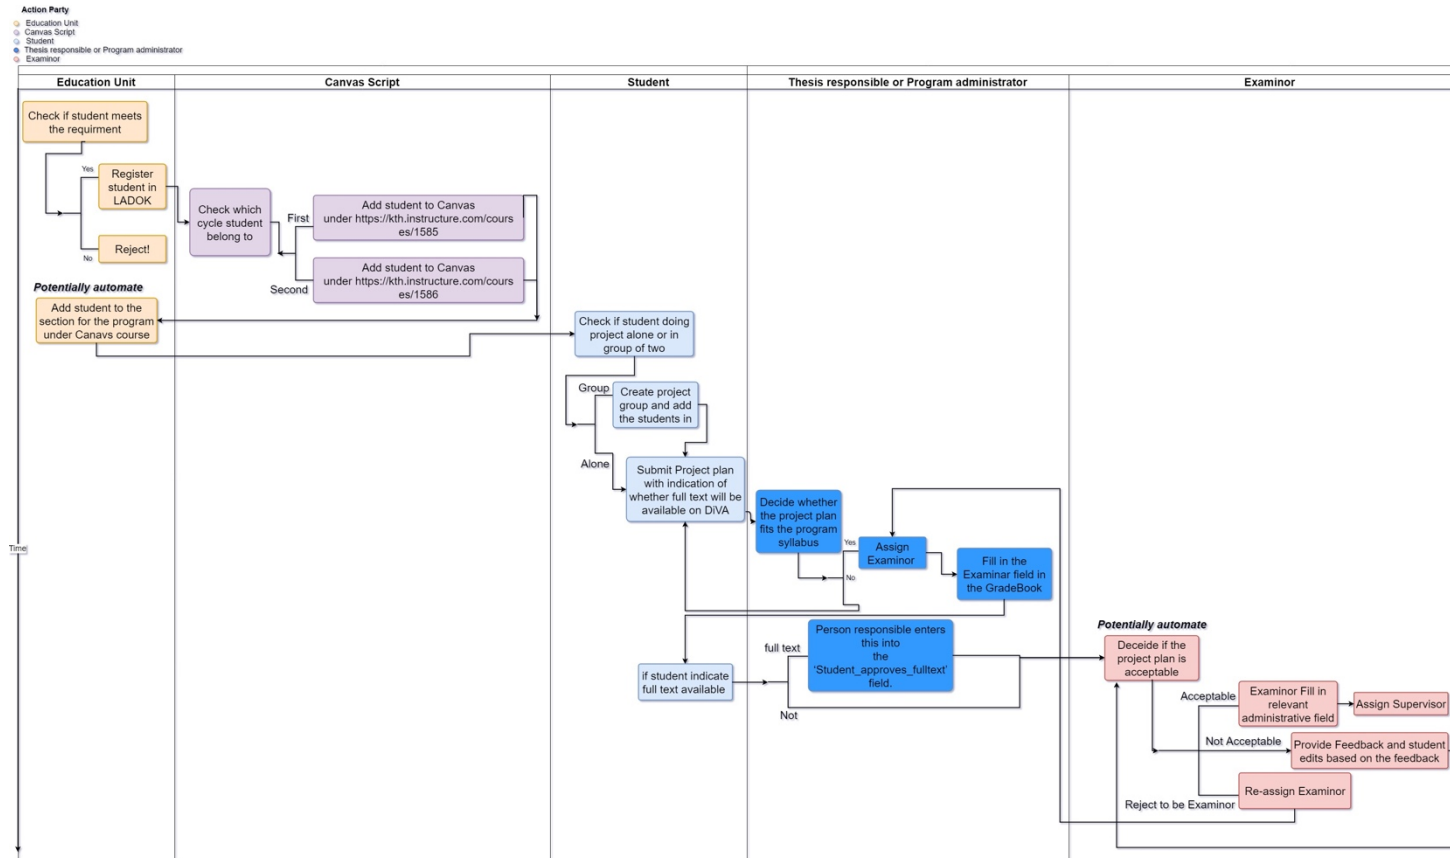 Action Party
Education Unit
Canvas Script
Student
Thesis responsible or Program administrator
Examinor
Education Unit
Canvas Script
Student
Thesis responsible or Program administrator
Examinor
Time
Check if student meets
the requirment
Yes
Register
student in
LADOK
No
Reject!
Check which
cycle student
belong to
First
Add student to Canvas
under https://kth.instructure.com/cours
es/1585
Second
Add student to Canvas
under https://kth.instructure.com/cours
es/1586
Potentially automate
Add student to the
section for the program
under Canavs course
Check if student doing
project alone or in
group of two
Group
Create project
group and add
the students in
Alone
Submit Project plan
with indication of
whether full text will be
available on DiVA
Decide whether
the project plan
fits the program
syllabus
Yes
Assign
Examinor
No
Fill in the
Examinar field in
the GradeBook
if student indicate
full text available
full text
Person responsible enters
this into
the
'Student_approves_fulltext'
field.
Not
Potentially automate
Deceide if the
project plan is
acceptable
Acceptable
Examinor Fill in
relevant
administrative field
Assign Supervisor
Not Acceptable
Provide Feedback and student
edits based on the feedback
Reject to be Examinor
Re-assign Examinor